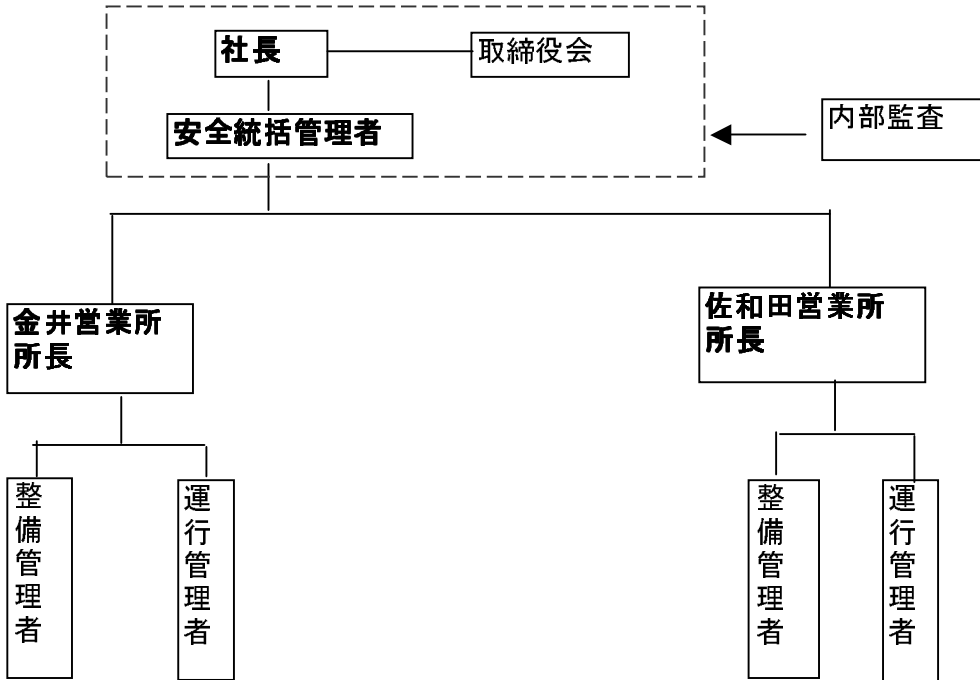 社長
取締役会
安全統括管理者
内部監査
金井営業所
所長
佐和田営業所
所長
整備管理者
運行管理者
整備管理者
運行管理者